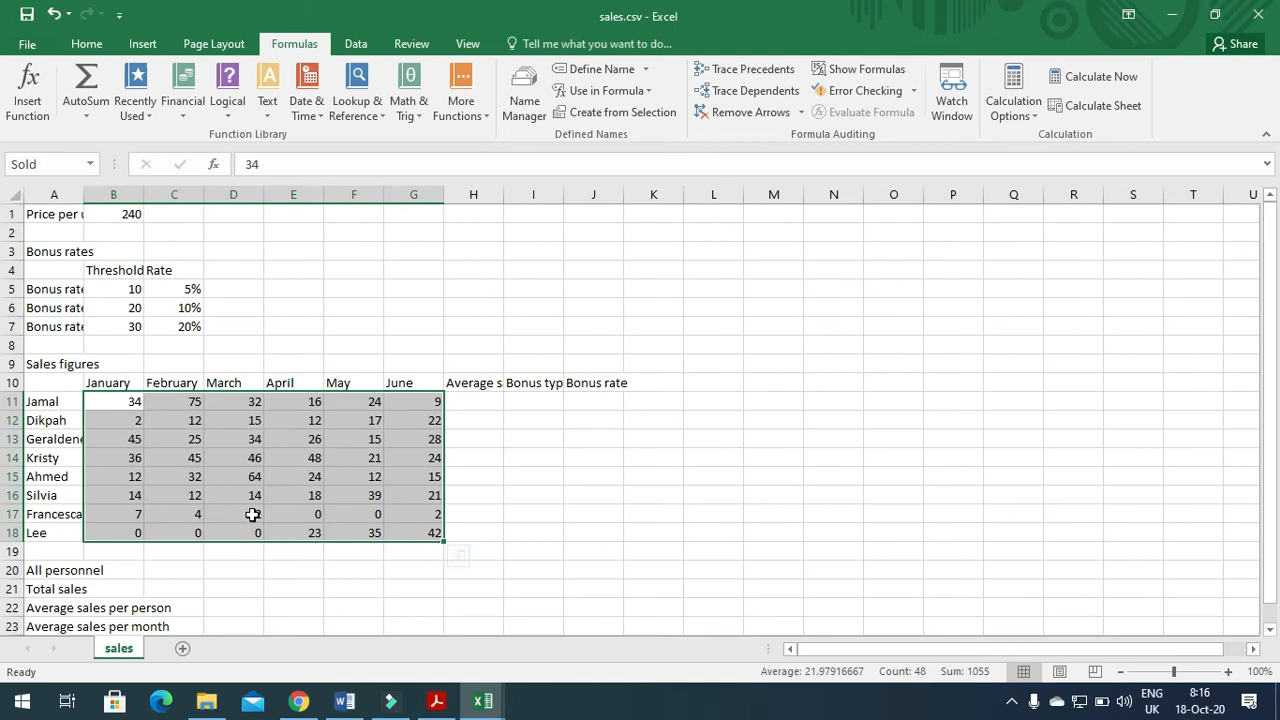 sales.csv - Excel
File Home Insert Page Layout Formulas Data Review View Tell me what you want to do... Share
Insert Function
AutoSum
Recently Used
Financial
Logical
Text
Date & Time
Lookup & Reference
Math & Trig
More Functions
Function Library
Name Manager
Define Name
Use in Formula
Create from Selection
Defined Names
Trace Precedents
Trace Dependents
Remove Arrows
Show Formulas
Error Checking
Evaluate Formula
Formula Auditing
Watch Window
Calculation Options
Calculate Now
Calculate Sheet
Calculation
Sold fx 34
A B C D E F G H I J K L M N O P Q R S T U
1 Price per u 240
2
3 Bonus rates
4 Threshold Rate
5 Bonus rate 10 5%
6 Bonus rate 20 10%
7 Bonus rate 30 20%
8
9 Sales figures
10 January February March April May June Average s Bonus typ Bonus rate
11 Jamal 34 75 32 16 24 9
12 Dikpah 2 12 15 12 17 22
13 Geraldene 45 25 34 26 15 28
14 Kristy 36 45 46 48 21 24
15 Ahmed 12 32 64 24 12 15
16 Silvia 14 12 14 18 39 21
17 Francesca 7 4 0 0 2
18 Lee 0 0 0 23 35 42
19
20 All personnel
21 Total sales
22 Average sales per person
23 Average sales per month
sales
Ready Average: 21.97916667 Count: 48 Sum: 1055 100%
ENG UK
8:16
18-Oct-20